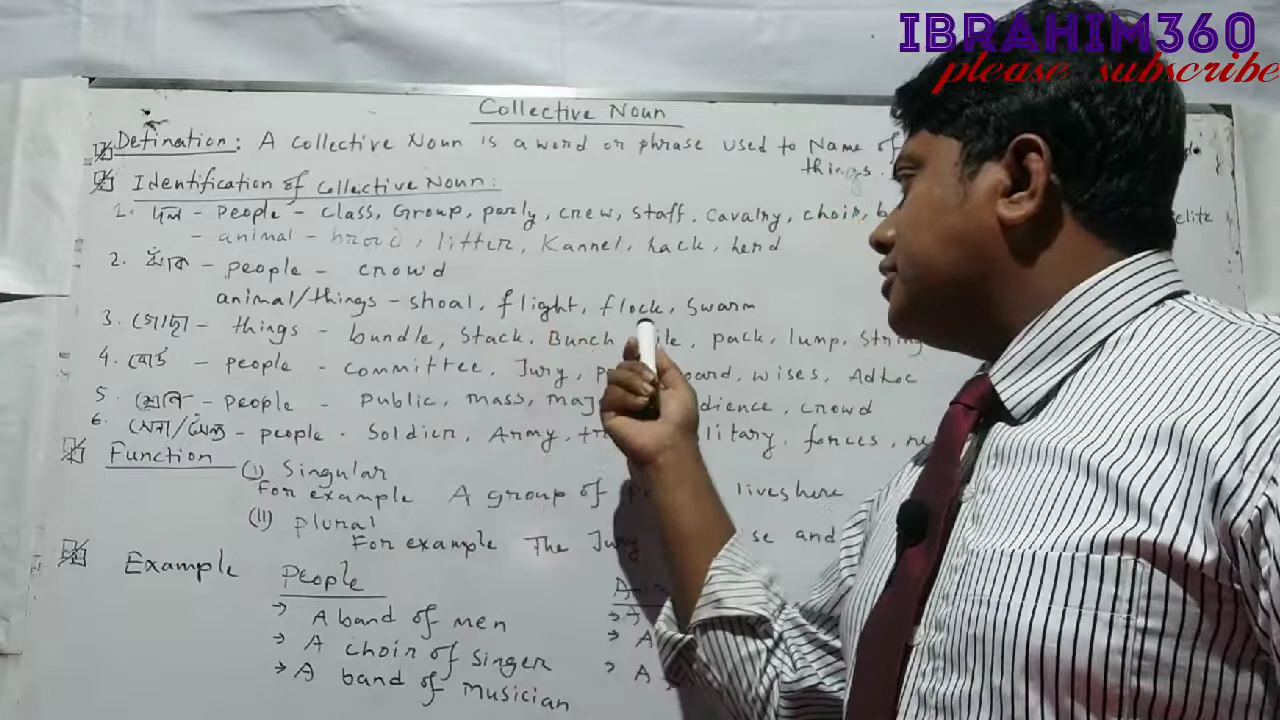 IBRAHIM360
please subscribe
Collective Noun
Defination: A collective Noun is a word or phrase used to Name of
things.
Identification of collective Noun:
1. দল - People - class, Group, party, crew, staff, cavalry, choir,
- animal - brood, litter, Kannel, hack, herd
2. ঝাঁক - people - crowd
animal/things - shoal, flight, flock, swarm
3. গোছা - things - bundle, stack, Bunch, pack, lump, string
4. বোর্ড - people - committee, Jury, wises, Adhoc
5. শ্রেণি - people - public, mass, crowd
6. সেনা/সৈন্য - people - Soldier, Army, forces,
Function (i) Singular
For example A group of lives here
(ii) plural
For example The Jury and
Example People
→ A band of men
→ A choir of singer
→ A band of Musician